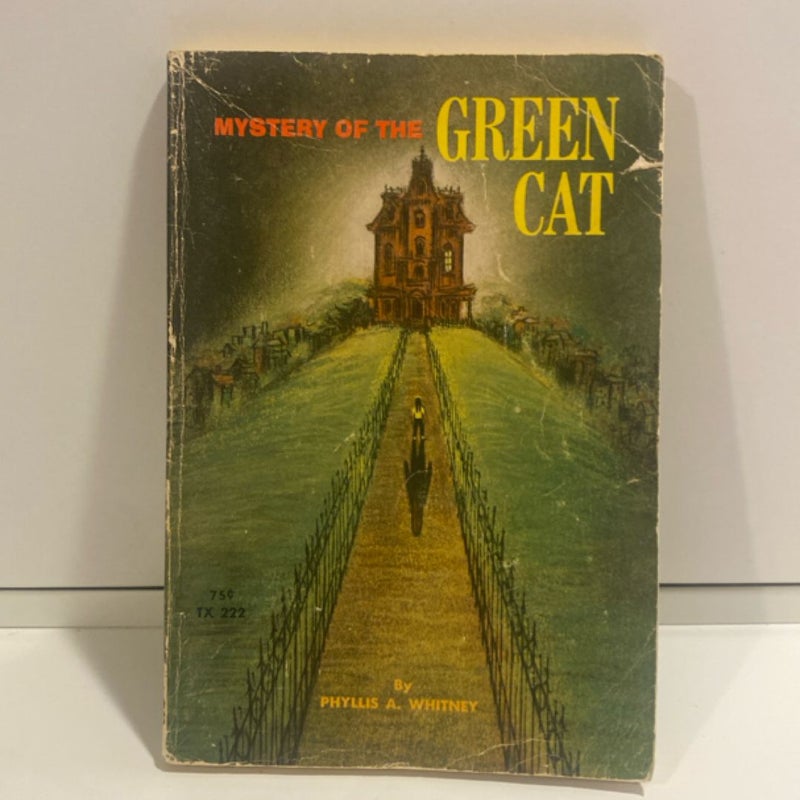 MYSTERY OF THE GREEN
CAT
75¢
TX 222
By
PHYLLIS A. WHITNEY